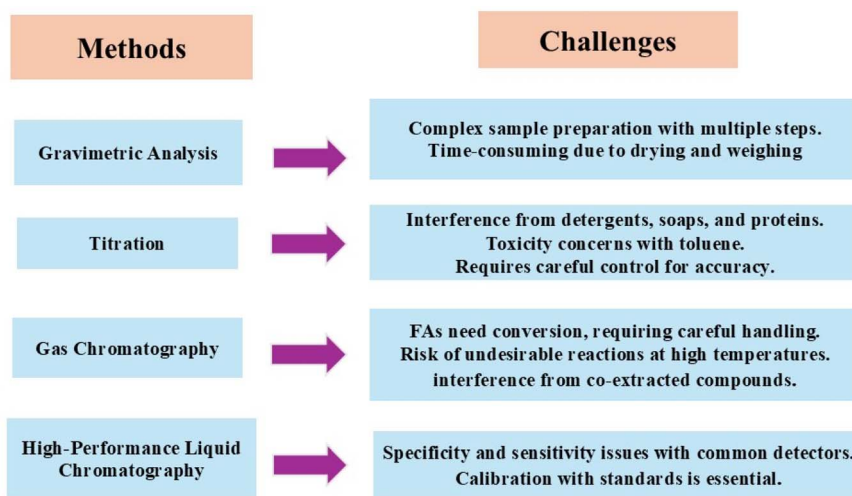 Methods
Challenges
Gravimetric Analysis
Complex sample preparation with multiple steps.
Time-consuming due to drying and weighing
Titration
Interference from detergents, soaps, and proteins.
Toxicity concerns with toluene.
Requires careful control for accuracy.
Gas Chromatography
FAs need conversion, requiring careful handling.
Risk of undesirable reactions at high temperatures.
interference from co-extracted compounds.
High-Performance Liquid
Chromatography
Specificity and sensitivity issues with common detectors.
Calibration with standards is essential.